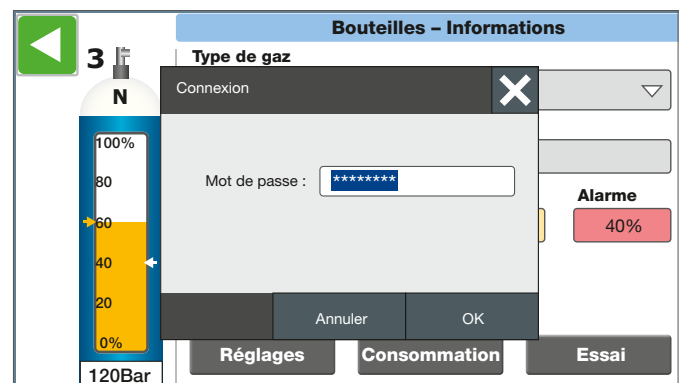 Bouteilles – Informations
3
Type de gaz
N
Connexion
100%
80
60
40
20
0%
120Bar
Mot de passe : ********
Annuler OK
Alarme
40%
Réglages Consommation Essai